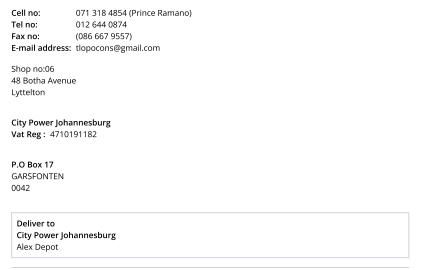 Cell no: 071 318 4854 (Prince Ramano)
Tel no: 012 644 0874
Fax no: (086 667 9557)
E-mail address: tlopocons@gmail.com
Shop no:06
48 Botha Avenue
Lyttelton
City Power Johannesburg
Vat Reg : 4710191182
P.O Box 17
GARSFONTEN
0042
Deliver to
City Power Johannesburg
Alex Depot